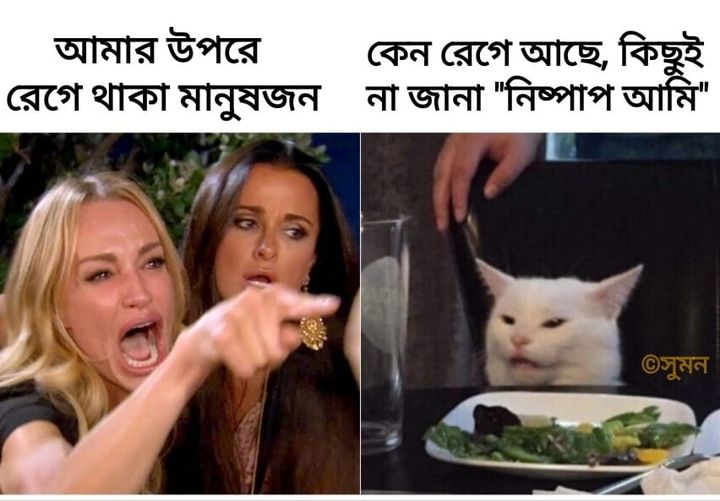 আমার উপরে
রেগে থাকা মানুষজন
কেন রেগে আছে, কিছুই
না জানা "নিষ্পাপ আমি"
©সুমন